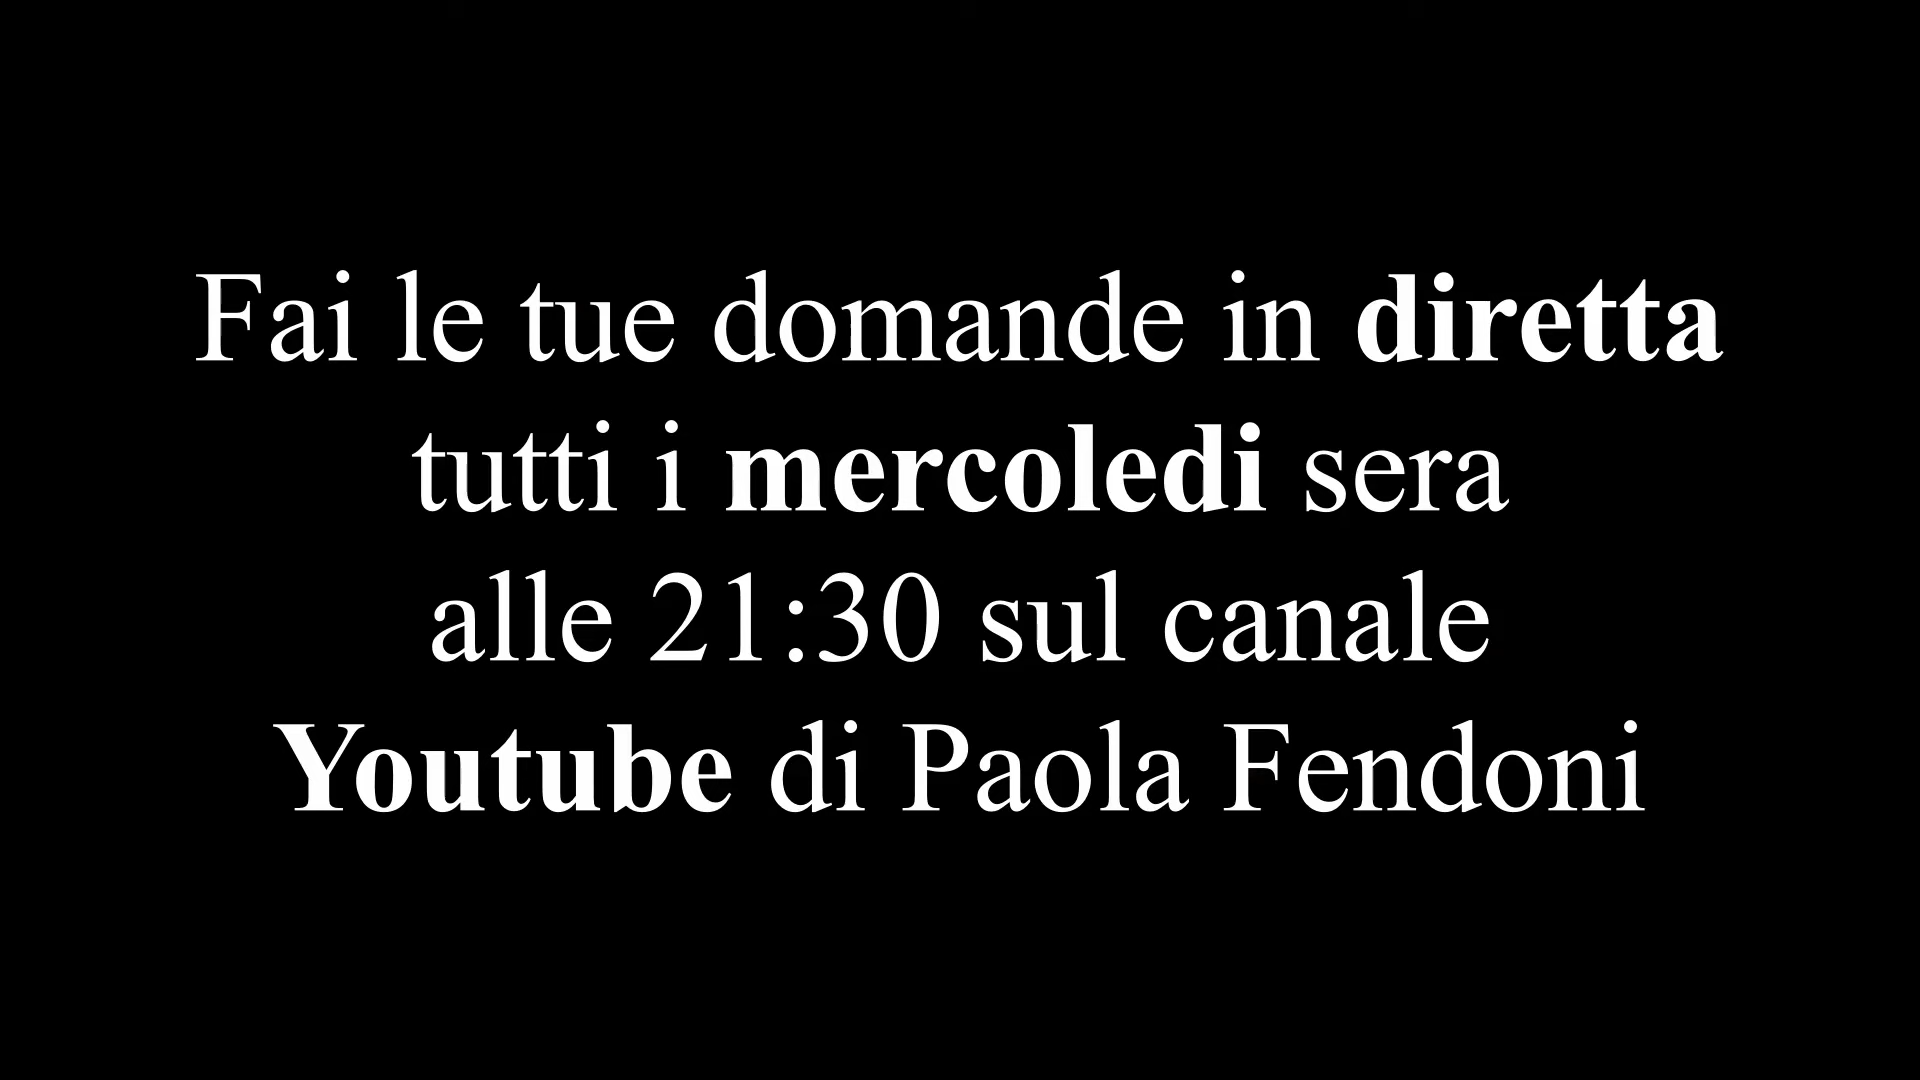 Fai le tue domande in diretta
tutti i mercoledi sera
alle 21:30 sul canale
Youtube di Paola Fendoni